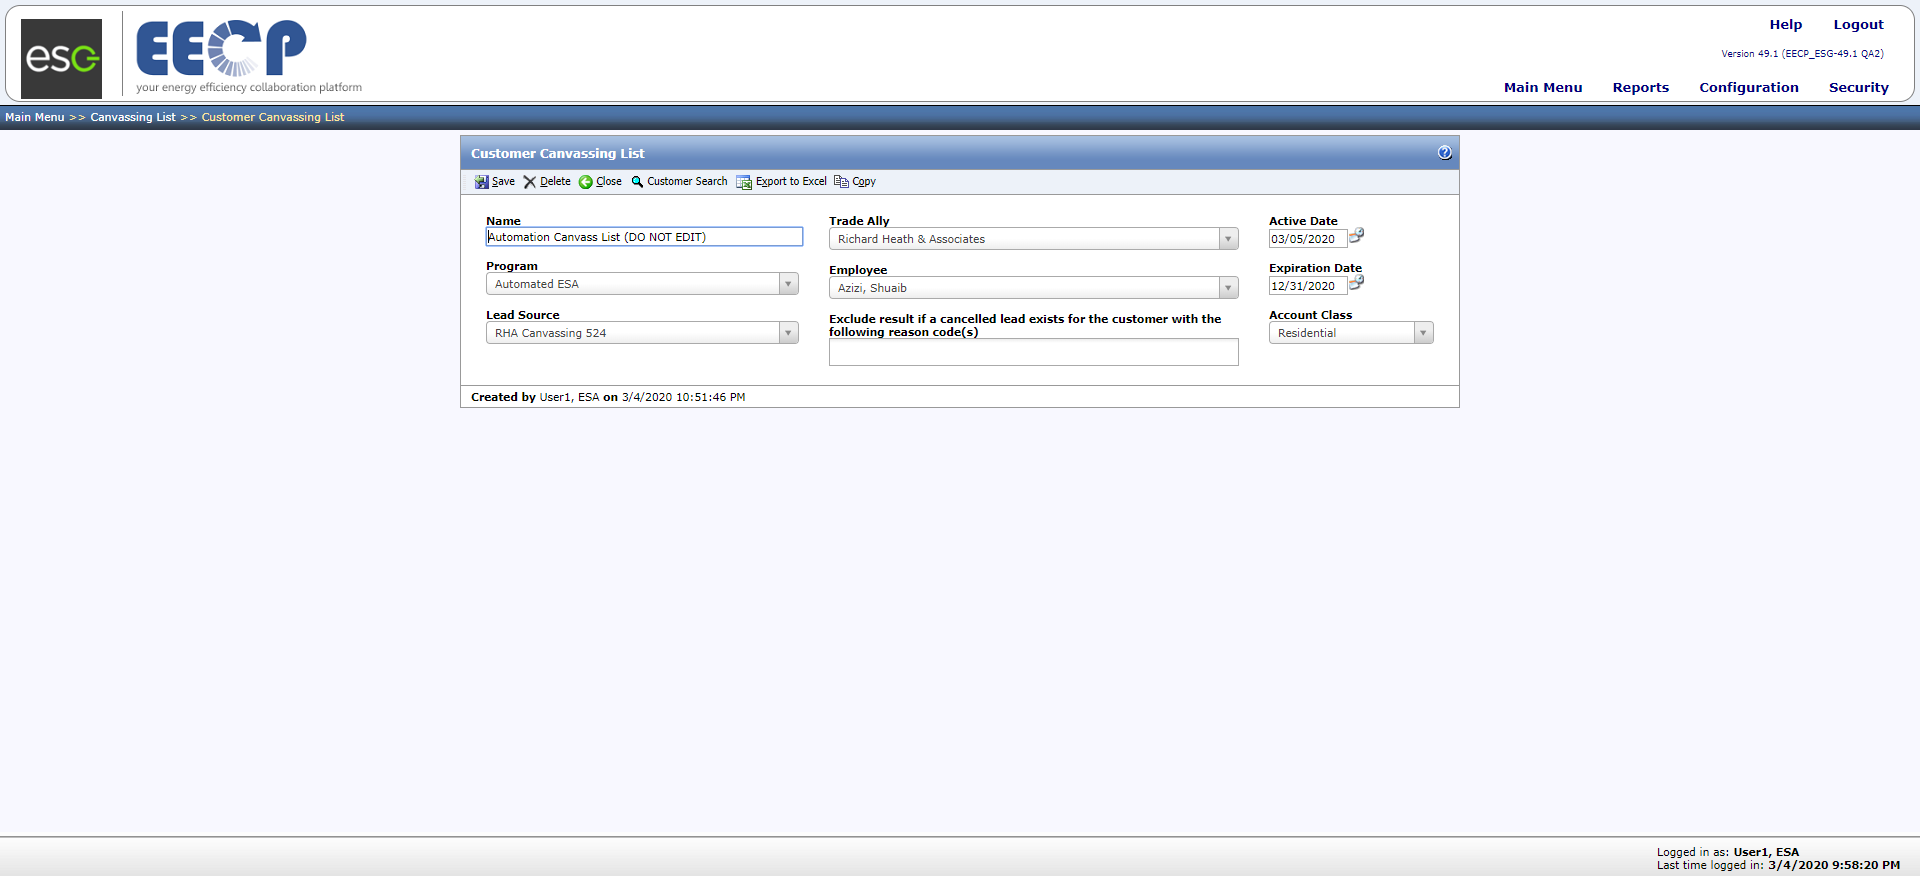 esg
EECP
your energy efficiency collaboration platform
Help Logout
Version 49.1 (EECP_ESG-49.1 QA2)
Main Menu Reports Configuration Security
Main Menu >> Canvassing List >> Customer Canvassing List
Customer Canvassing List
Save Delete Close Customer Search Export to Excel Copy
Name
Automation Canvass List (DO NOT EDIT)
Program
Automated ESA
Lead Source
RHA Canvassing 524
Trade Ally
Richard Heath & Associates
Employee
Azizi, Shuaib
Exclude result if a cancelled lead exists for the customer with the
following reason code(s)
Active Date
03/05/2020
Expiration Date
12/31/2020
Account Class
Residential
Created by User1, ESA on 3/4/2020 10:51:46 PM
Logged in as: User1, ESA
Last time logged in: 3/4/2020 9:58:20 PM